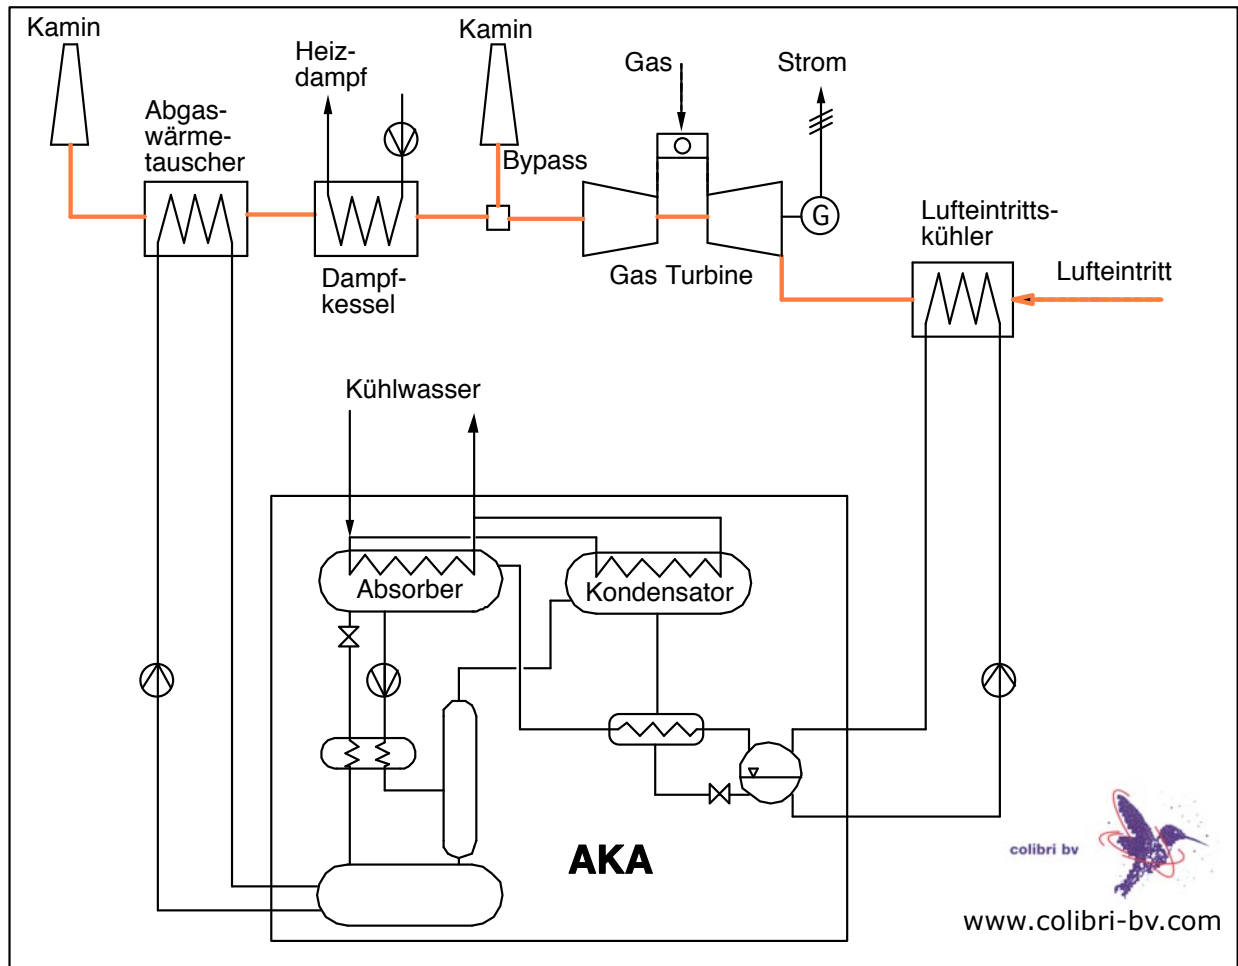 Kamin
Kamin
Heiz-
dampf
Gas
Strom
Abgas-
wärme-
tauscher
Bypass
G
Lufteintritts-
kühler
Lufteintritt
Dampf-
kessel
Gas Turbine
Kühlwasser
Absorber
Kondensator
AKA
colibri bv
www.colibri-bv.com